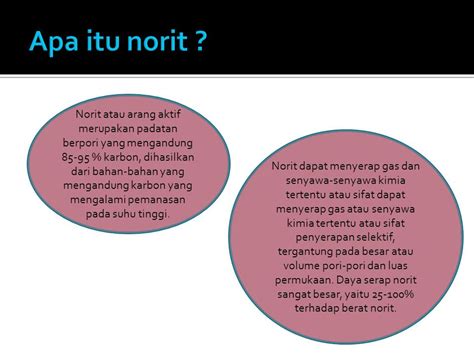 Apa itu norit ?
Norit atau arang aktif
merupakan padatan
berpori yang mengandung
85-95 % karbon, dihasilkan
dari bahan-bahan yang
mengandung karbon yang
mengalami pemanasan
pada suhu tinggi.
Norit dapat menyerap gas dan
senyawa-senyawa kimia
tertentu atau sifat dapat
menyerap gas atau senyawa
kimia tertentu atau sifat
penyerapan selektif,
tergantung pada besar atau
volume pori-pori dan luas
permukaan. Daya serap norit
sangat besar, yaitu 25-100%
terhadap berat norit.